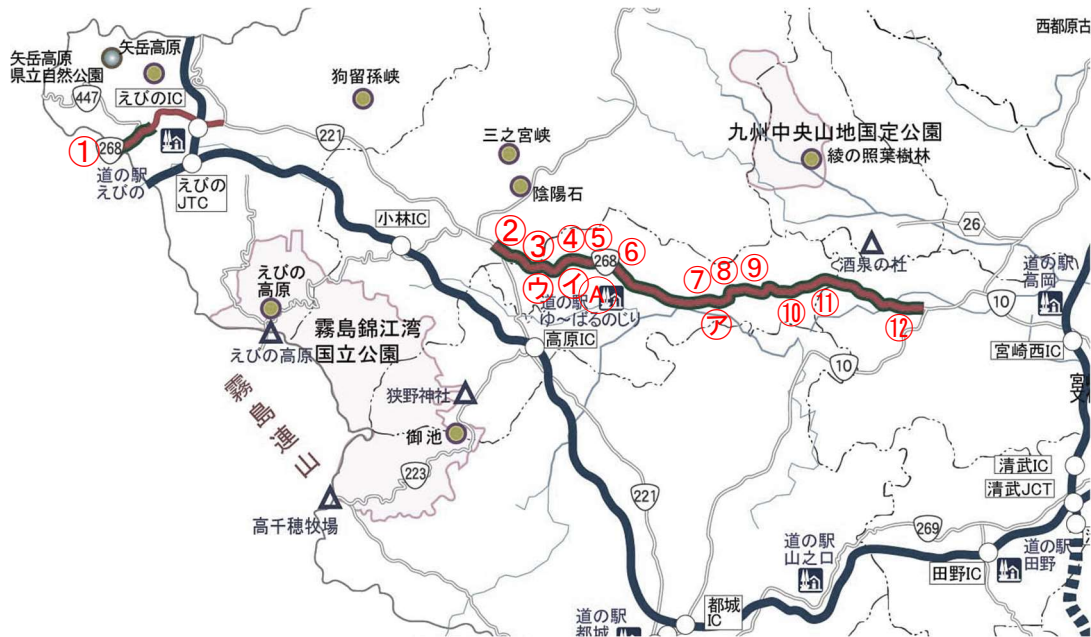 西都原古
矢岳高原
県立自然公園
矢岳高原
447
えびのIC
狗留孫峡
221
三之宮峡
九州中央山地国定公園
綾の照葉樹林
①
268
道の駅
えびの
えびの
JTC
陰陽石
小林IC
26
②
③
④
⑤
268
⑥
酒泉の杜
道の駅
高岡
えびの
高原
ウ
イ
A
道の駅
ゆ~ぱるのじり
⑦
⑧
⑨
ア
⑩
⑪
⑫
10
霧島錦江湾
国立公園
えびの高原
高原IC
宮崎西IC
10
霧島連山
狭野神社
御池
223
清武IC
清武JCT
高千穂牧場
221
269
道の駅
山之口
田野IC
道の駅
田野
都城
IC
道の駅
都城